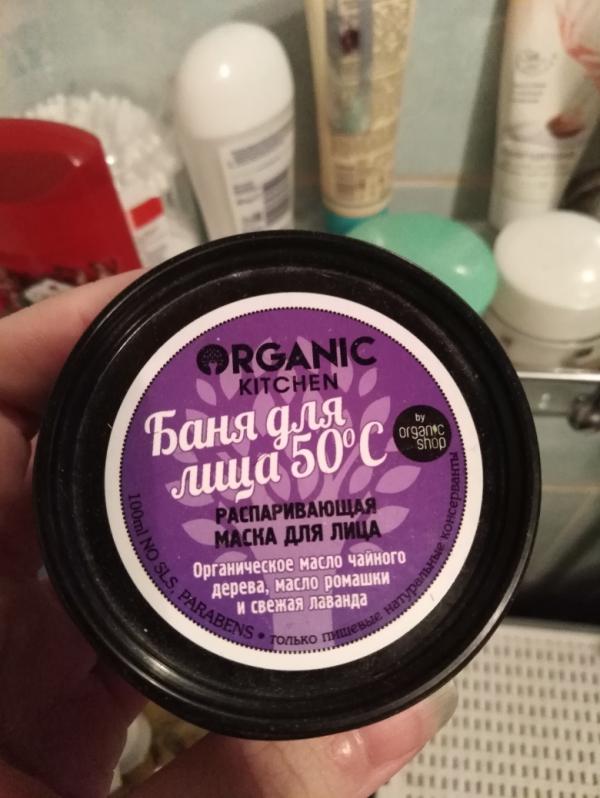 ORGANIC
KITCHEN
Баня для
лица 50°C
by
organic
shop
РАСПАРИВАЮЩАЯ
МАСКА ДЛЯ ЛИЦА
Органическое масло чайного
дерева, масло ромашки
и свежая лаванда
100ml NO SLS, PARABENS • только пищевые натуральные консерванты